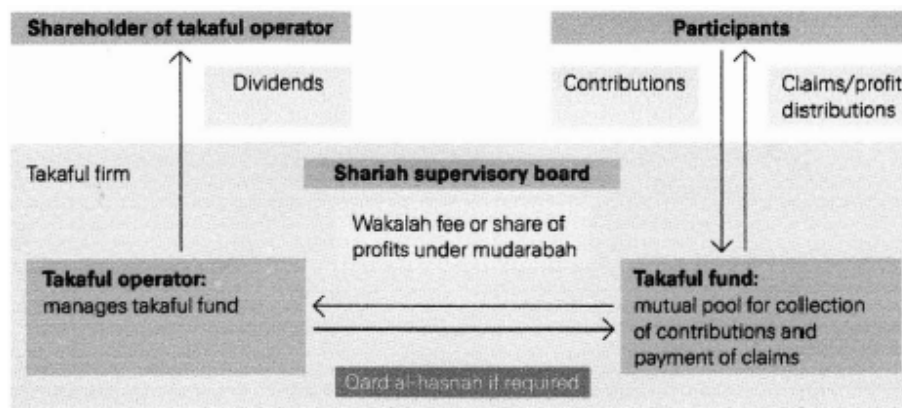 Shareholder of takaful operator
Participants
Dividends
Contributions
Claims/profit
distributions
Takaful firm
Shariah supervisory board
Wakalah fee or share of
profits under mudarabah
Takaful operator:
manages takaful fund
Takaful fund:
mutual pool for collection
of contributions and
payment of claims
Qard al-hasnah if required